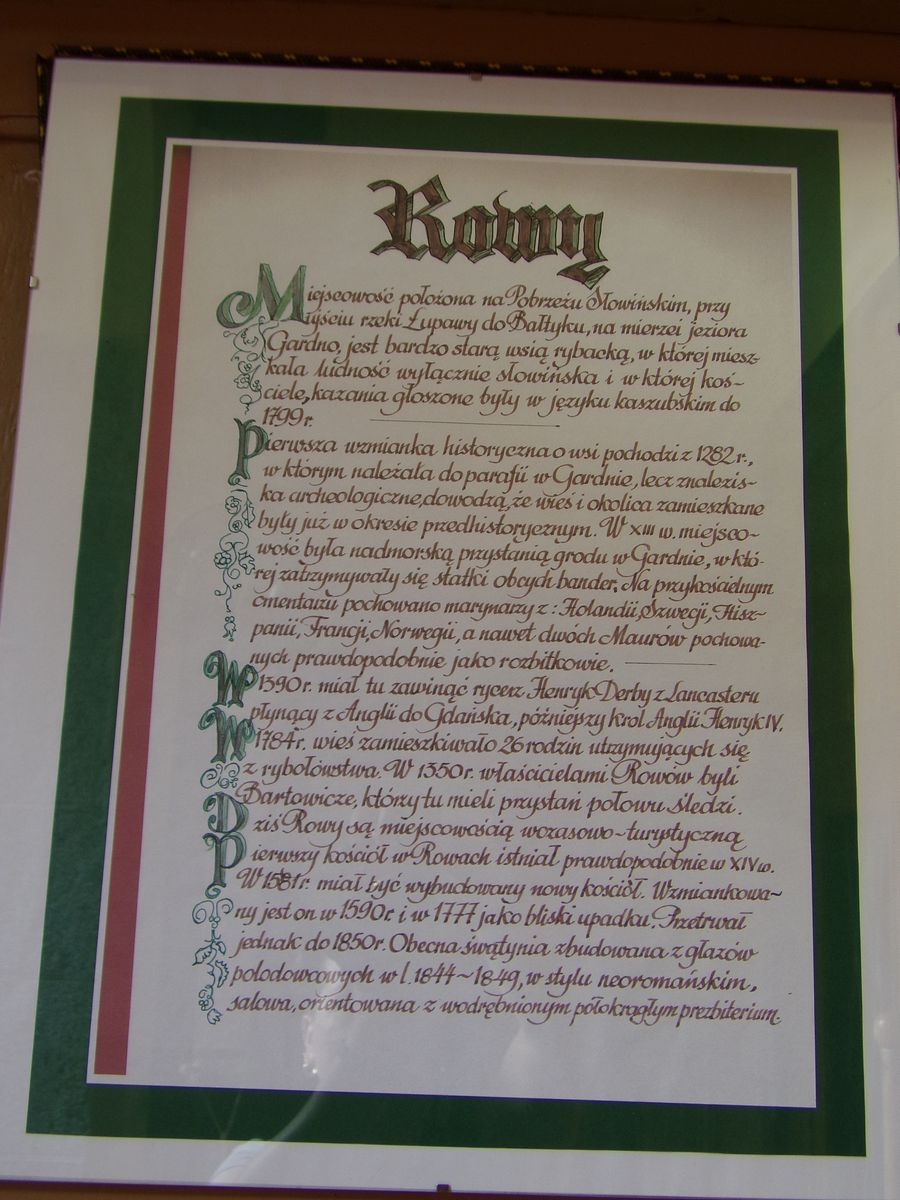 Rowy
Miejscowość położona na Pobrzeżu Słowińskim, przy
Ujściu rzeki Łupawy do Bałtyku, na mierzei jeziora
Gardno, jest bardzo starą wsią rybacką, w której miesz-
kała ludność wyłącznie słowińska i w której koś-
ciele, kazania głoszone były w języku kaszubskim do
1799 r.
Pierwsza wzmianka historyczna o wsi pochodzi z 1282 r.,
w którym należała do parafii w Gardnie, lecz znalezis-
ka archeologiczne, dowodzą, że wieś i okolica zamieszkane
były już w okresie przedhistorycznym. W XIII w. miejsco-
wość była nadmorską przystanią grodu w Gardnie, w któ-
rej zatrzymywały się statki obcych bander. Na przykościelnym
cmentarzu pochowano marynarzy z: Holandii, Szwecji, Hisz-
panii, Francji, Norwegii, a nawet dwóch Maurów pochowa-
nych prawdopodobnie jako rozbitkowie.
W 1390 r. miał tu zawinąć rycerz Henryk Derby z Lancasteru
płynący z Anglii do Gdańska, późniejszy król Anglii Henryk IV.
W 1784 r. wieś zamieszkiwało 26 rodzin utrzymujących się
z rybołówstwa. W 1350 r. właścicielami Rowów byli
Bartowicze, którzy tu mieli przystań połowu śledzi.
Dziś Rowy są miejscowością wczasowo-turystyczną
Pierwszy kościół w Rowach istniał prawdopodobnie w XIV w.
W 1581 r. miał być wybudowany nowy kościół. Wzmiankowa-
ny jest on w 1590 r. i w 1777 jako bliski upadku. Przetrwał
jednak do 1850 r. Obecna świątynia zbudowana z głazów
polodowcowych w l. 1844-1849, w stylu neoromańskim,
salowa, orientowana z wodrębnionym półokrągłym prezbiterium.